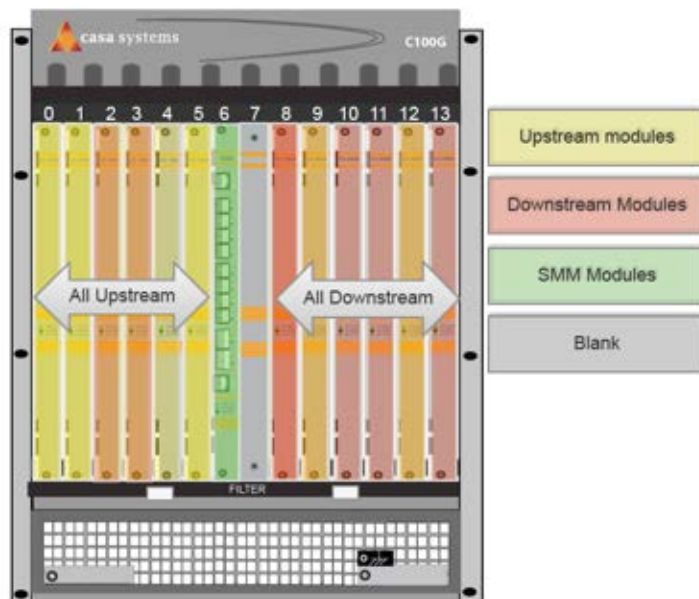 casa systems
C100G
0 1 2 3 4 5 6 7 8 9 10 11 12 13
Upstream modules
Downstream Modules
SMM Modules
Blank
All Upstream
All Downstream
FILTER